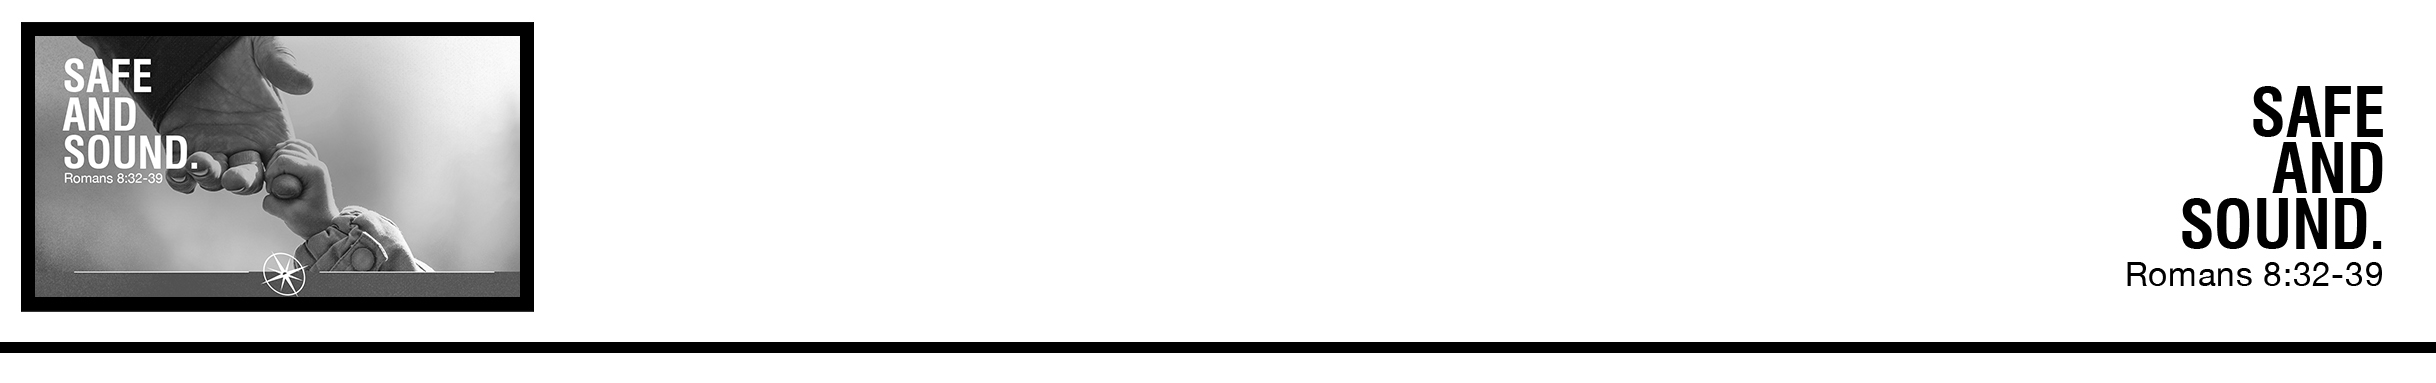 SAFE
AND
SOUND.
Romans 8:32-39
SAFE
AND
SOUND.
Romans 8:32-39